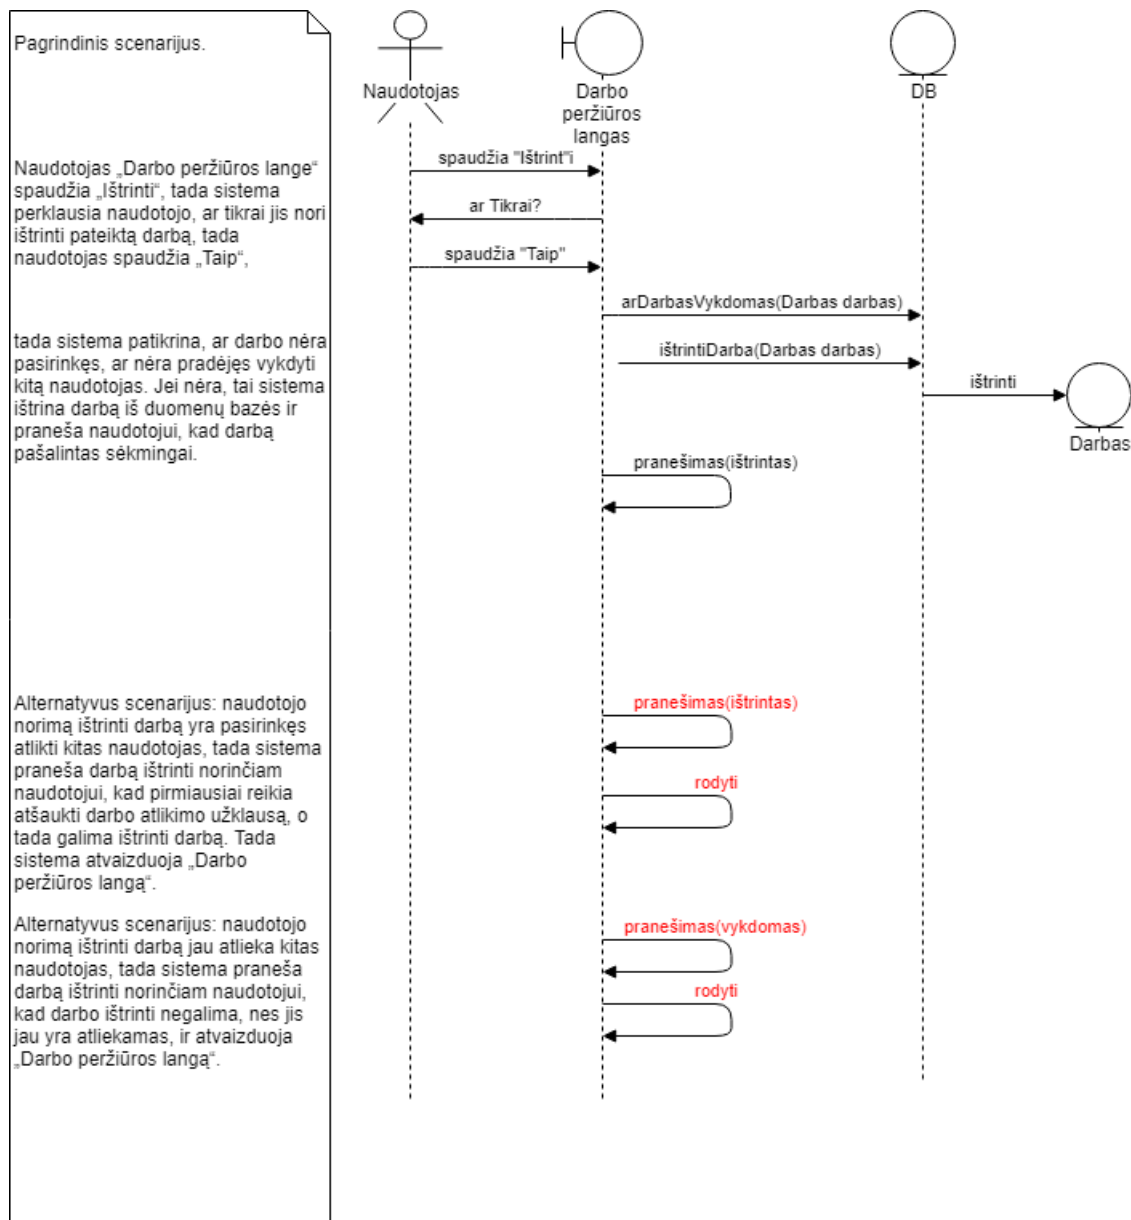 Pagrindinis scenarijus.
Naudotojas
Darbo
peržiūros
langas
DB
Naudotojas „Darbo peržiūros lange“
spaudžia „Ištrinti“, tada sistema
perklausia naudotojo, ar tikrai jis nori
ištrinti pateiktą darbą, tada
naudotojas spaudžia „Taip“,
spaudžia "Ištrint"i
ar Tikrai?
spaudžia "Taip"
arDarbasVykdomas(Darbas darbas)
tada sistema patikrina, ar darbo nėra
pasirinkęs, ar nėra pradėjęs vykdyti
kitą naudotojas. Jei nėra, tai sistema
ištrina darbą iš duomenų bazės ir
praneša naudotojui, kad darbą
pašalintas sėkmingai.
ištrintiDarba(Darbas darbas)
ištrinti
Darbas
pranešimas(ištrintas)
Alternatyvus scenarijus: naudotojo
norimą ištrinti darbą yra pasirinkęs
atlikti kitas naudotojas, tada sistema
praneša darbą ištrinti norinčiam
naudotojui, kad pirmiausiai reikia
atšaukti darbo atlikimo užklausą, o
tada galima ištrinti darbą. Tada
sistema atvaizduoja „Darbo
peržiūros langą“.
pranešimas(ištrintas)
rodyti
Alternatyvus scenarijus: naudotojo
norimą ištrinti darbą jau atlieka kitas
naudotojas, tada sistema praneša
darbą ištrinti norinčiam naudotojui,
kad darbo ištrinti negalima, nes jis
jau yra atliekamas, ir atvaizduoja
„Darbo peržiūros langą“.
pranešimas(vykdomas)
rodyti